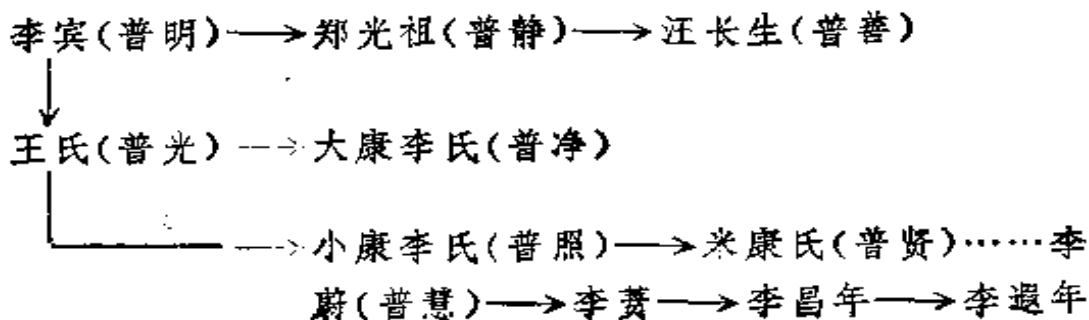 李宾(普明)⟶郑光祖(普静)⟶汪长生(普善)
王氏(普光)⇢大康李氏(普净)
小康李氏(普照)⟶米康氏(普贤)……李
蔚(普慧)⟶李蕡⟶李昌年⟶李遐年